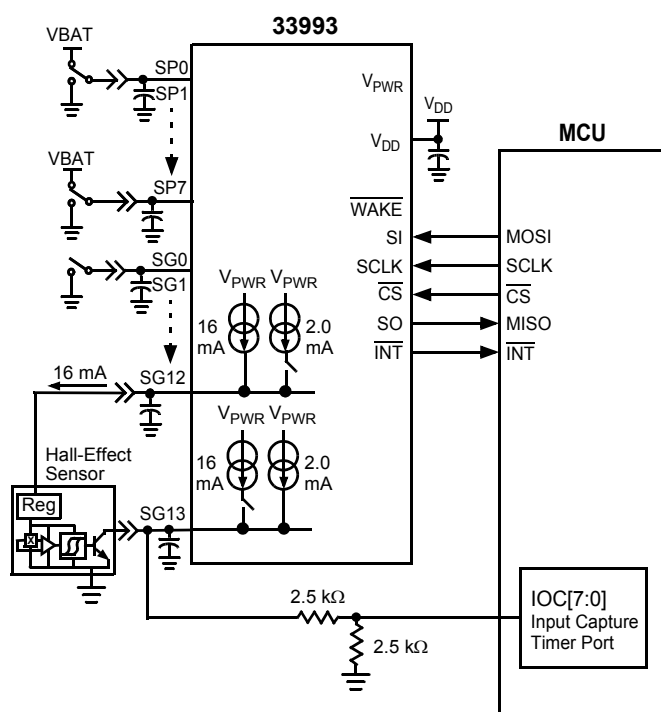 33993
VBAT
SP0
SP1
VPWR
VDD
VDD
MCU
VBAT
SP7
WAKE
SI
MOSI
SG0
SG1
SCLK
SCLK
CS
CS
VPWR VPWR
SO
MISO
16
mA
2.0
mA
INT
INT
16 mA
SG12
VPWR VPWR
Hall-Effect
Sensor
16
mA
2.0
mA
Reg
X
SG13
2.5 kΩ
IOC[7:0]
Input Capture
Timer Port
2.5 kΩ